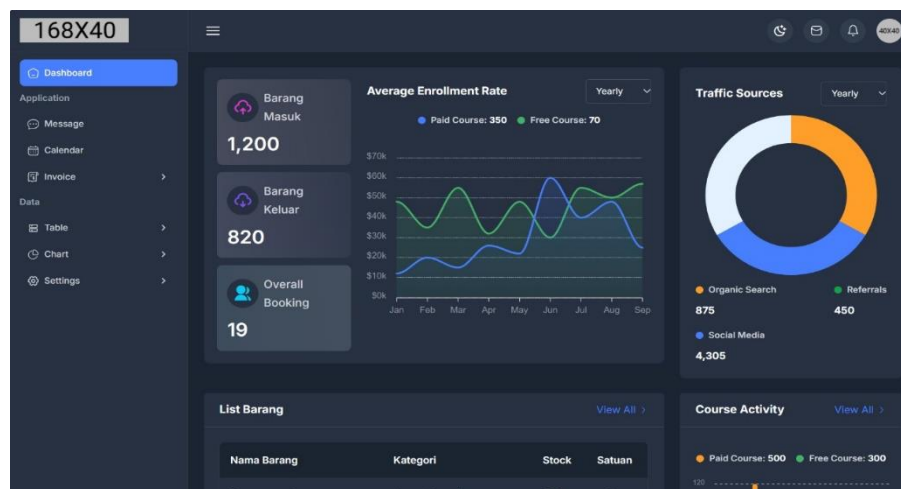 168X40
40X40
Dashboard
Application
Message
Calendar
Invoice
Data
Table
Chart
Settings
Barang
Masuk
1,200
Barang
Keluar
820
Overall
Booking
19
Average Enrollment Rate
Yearly
Paid Course: 350
Free Course: 70
$70k
$60k
$50k
$40k
$30k
$20k
$10k
$0k
Jan Feb Mar Apr May Jun Jul Aug Sep
Traffic Sources
Yearly
Organic Search
875
Referrals
450
Social Media
4,305
List Barang
View All >
Nama Barang Kategori Stock Satuan
Course Activity
View All >
Paid Course: 500
Free Course: 300
120